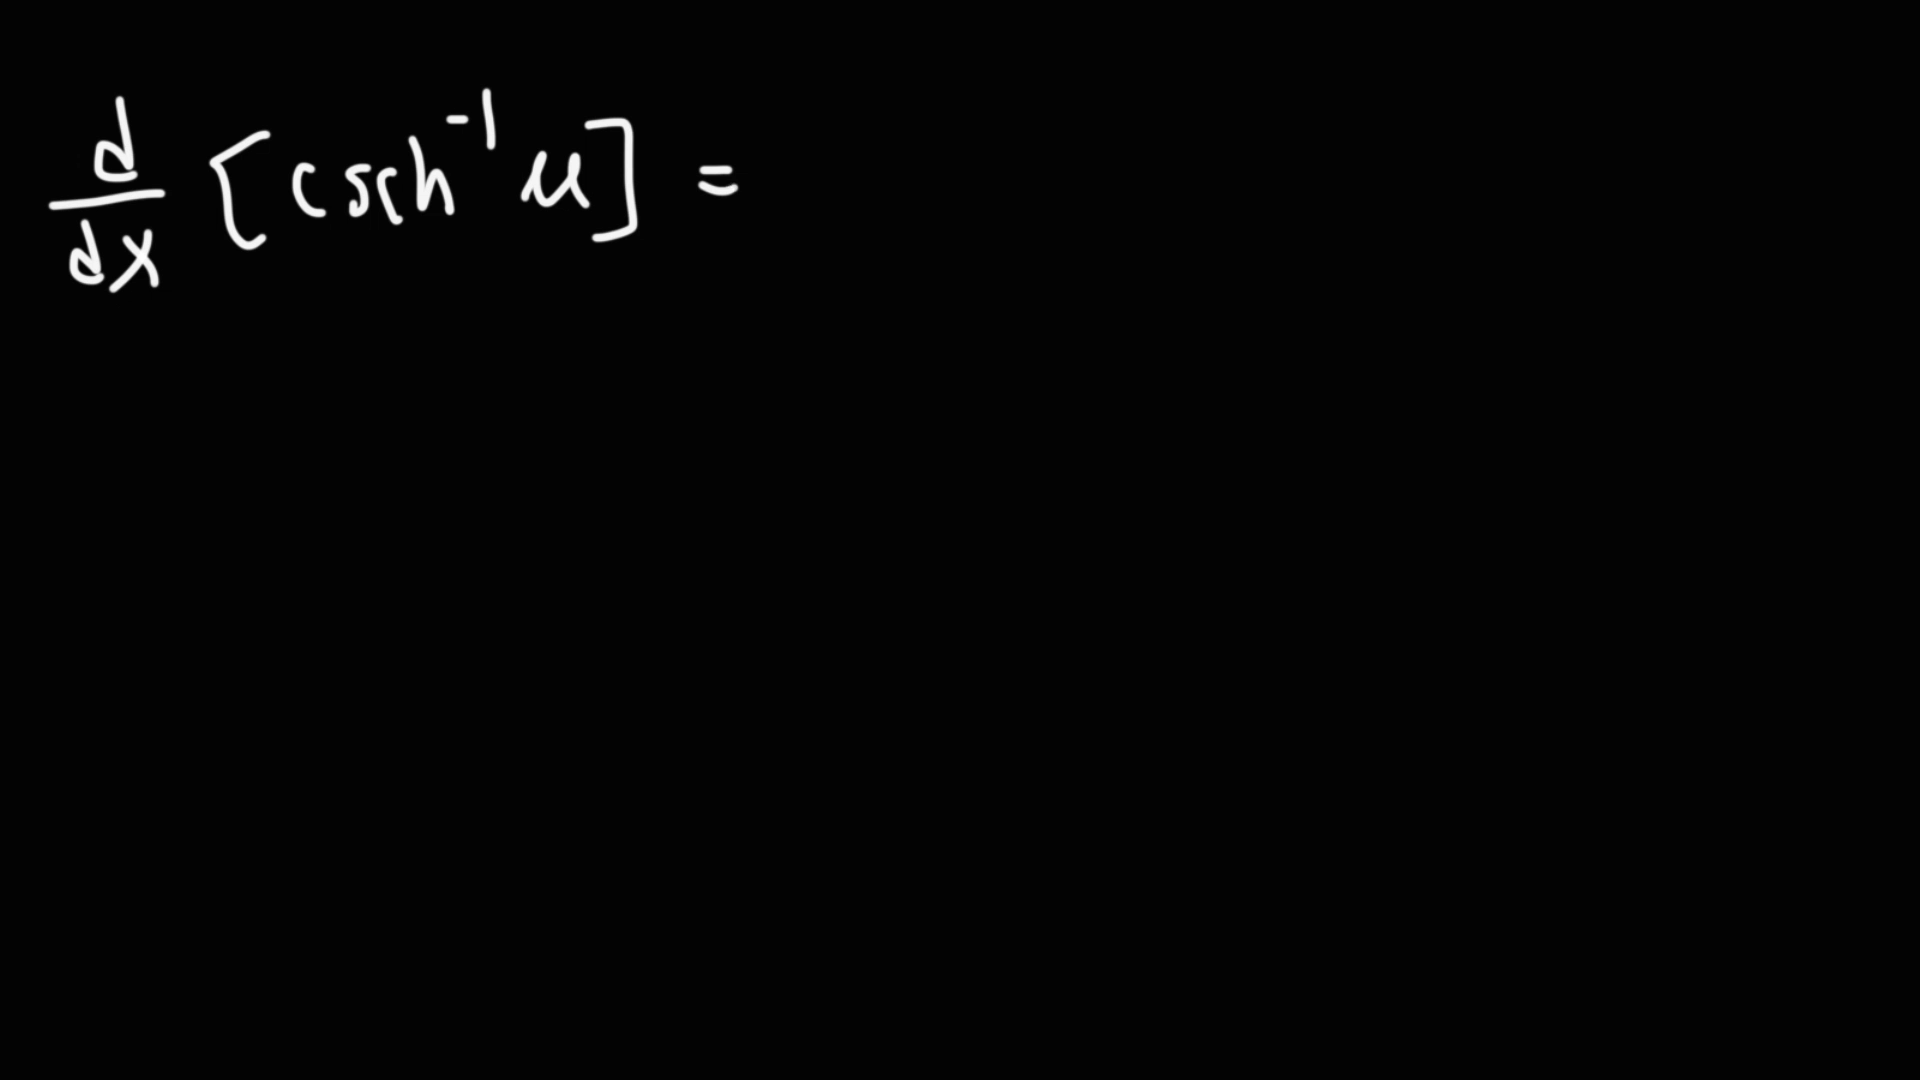 d/dx [csch⁻¹ u] =